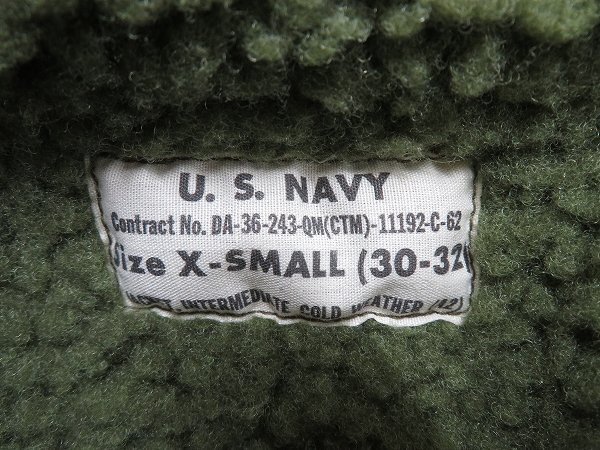 U. S. NAVY
Contract No. DA-36-243-QM(CTM)-11192-C-62
Size X-SMALL (30-32)
INTERMEDIATE COLD WEATHER